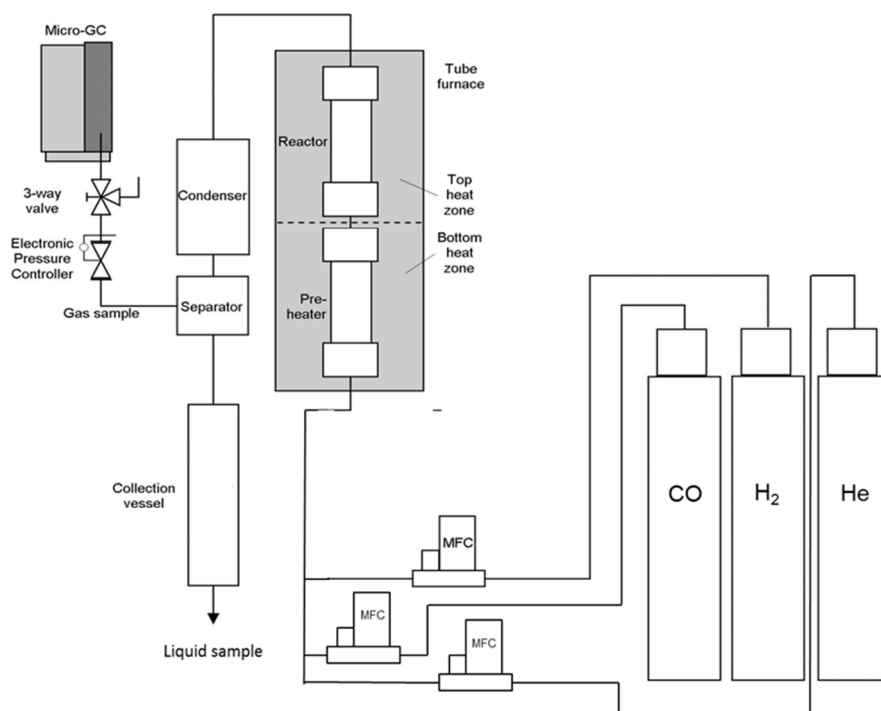 Micro-GC
Tube
furnace
Reactor
3-way
valve
Condenser
Top
heat
zone
Electronic
Pressure
Controller
Bottom
heat
zone
Separator
Pre-
heater
Gas sample
CO
H₂
He
Collection
vessel
MFC
MFC
MFC
Liquid sample